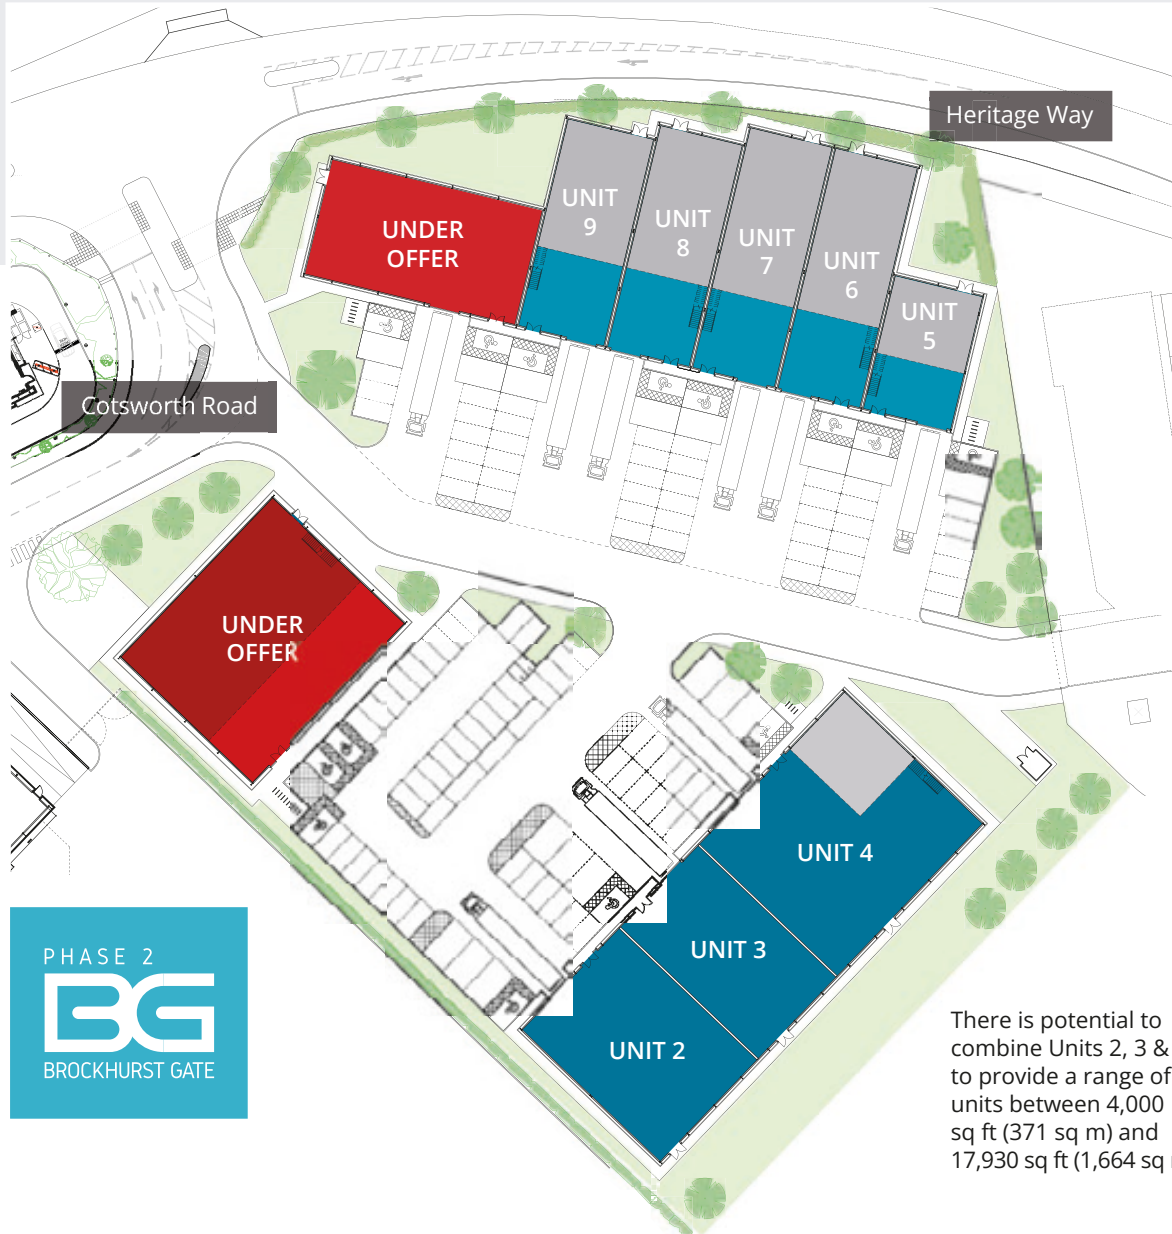 Heritage Way
UNIT
9
UNIT
8
UNIT
7
UNIT
6
UNIT
5
UNDER
OFFER
Cotsworth Road
UNDER
OFFER
UNIT 4
UNIT 3
UNIT 2
PHASE 2
BG
BROCKHURST GATE
There is potential to
combine Units 2, 3 &
to provide a range of
units between 4,000
sq ft (371 sq m) and
17,930 sq ft (1,664 sq